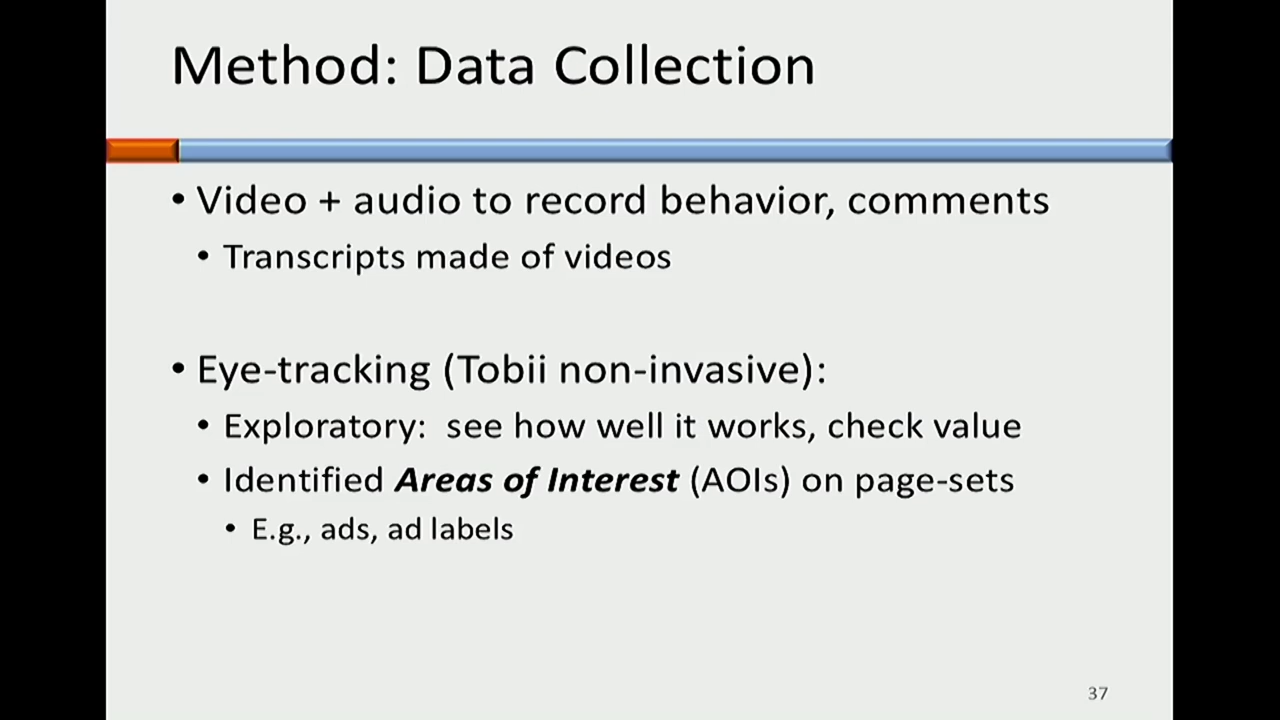 Method: Data Collection
• Video + audio to record behavior, comments
• Transcripts made of videos
• Eye-tracking (Tobii non-invasive):
• Exploratory:  see how well it works, check value
• Identified Areas of Interest (AOIs) on page-sets
• E.g., ads, ad labels
37